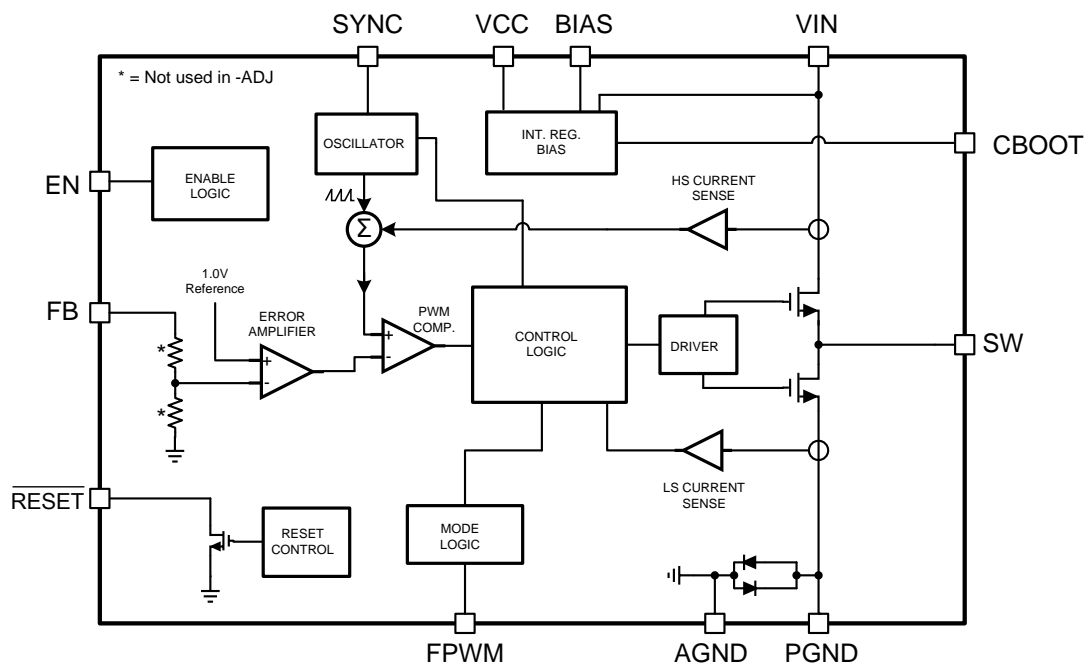 SYNC
VCC
BIAS
VIN
* = Not used in -ADJ
OSCILLATOR
INT. REG.
BIAS
CBOOT
EN
ENABLE
LOGIC
HS CURRENT
SENSE
Σ
1.0V
Reference
FB
ERROR
AMPLIFIER
PWM
COMP.
+
-
+
-
*
*
CONTROL
LOGIC
DRIVER
SW
LS CURRENT
SENSE
RESET
RESET
CONTROL
MODE
LOGIC
FPWM
AGND
PGND